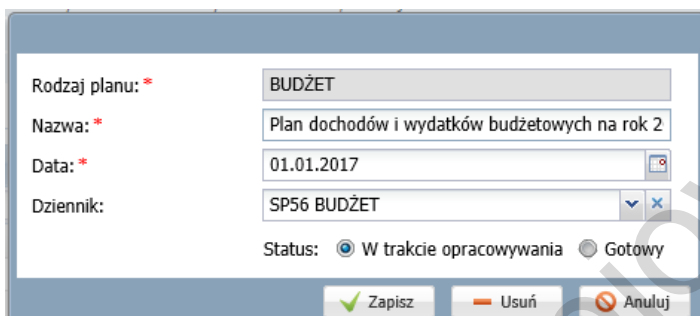 Rodzaj planu: * BUDŻET
Nazwa: * Plan dochodów i wydatków budżetowych na rok 2
Data: * 01.01.2017
Dziennik: SP56 BUDŻET
Status: W trakcie opracowywania Gotowy
Zapisz Usuń Anuluj